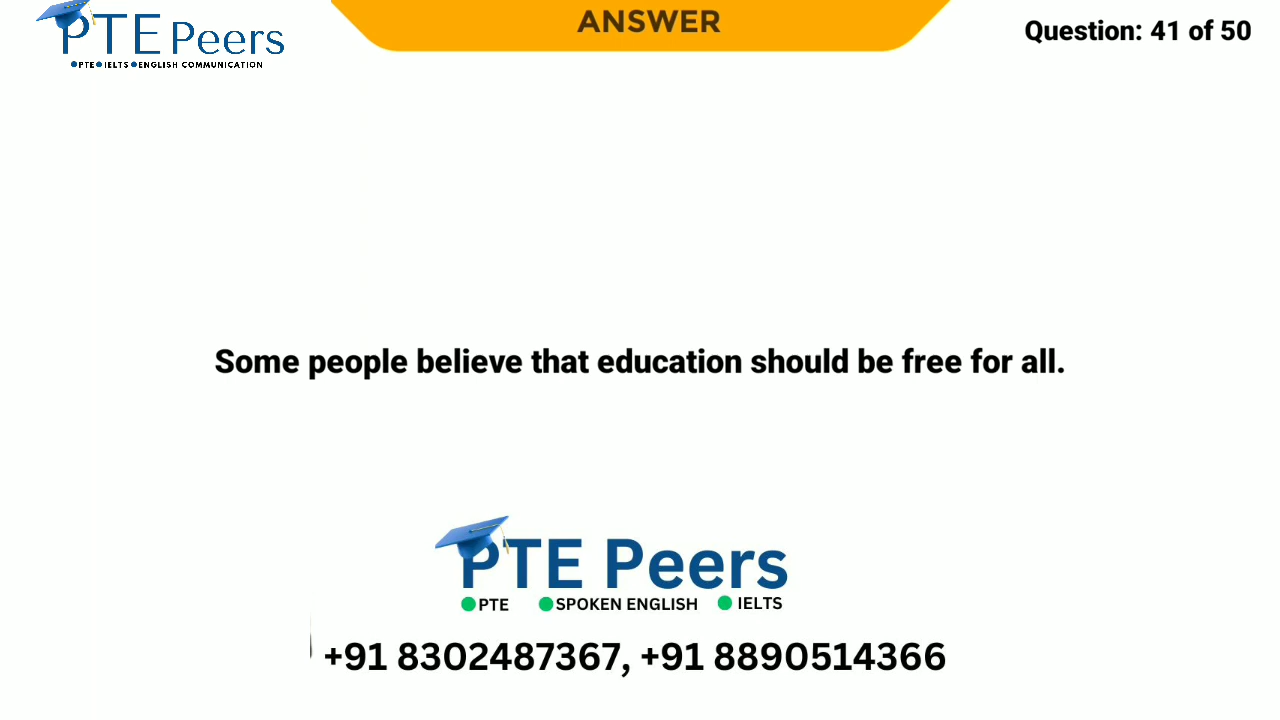 PTE Peers
PTE IELTS ENGLISH COMMUNICATION
ANSWER
Question: 41 of 50
Some people believe that education should be free for all.
PTE Peers
PTE SPOKEN ENGLISH IELTS
+91 8302487367, +91 8890514366